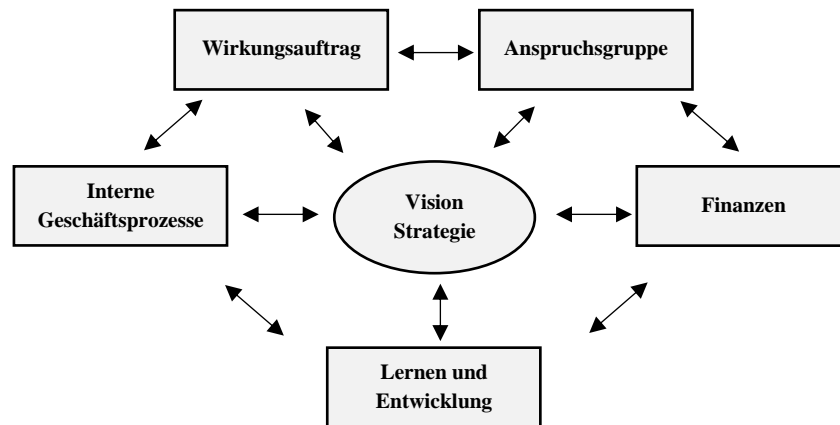 Wirkungsauftrag
Anspruchsgruppe
Interne
Geschäftsprozesse
Vision
Strategie
Finanzen
Lernen und
Entwicklung